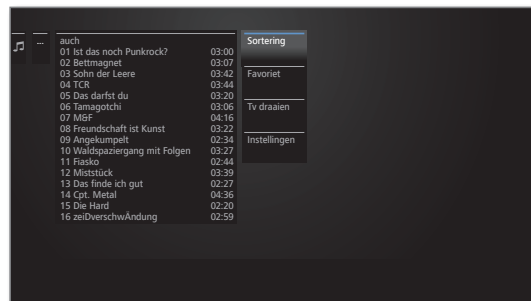 ...
auch
01 Ist das noch Punkrock? 03:00
02 Bettmagnet 03:07
03 Sohn der Leere 03:42
04 TCR 03:44
05 Das darfst du 03:20
06 Tamagotchi 03:06
07 M&F 04:16
08 Freundschaft ist Kunst 03:22
09 Angekumpelt 02:34
10 Waldspaziergang mit Folgen 03:27
11 Fiasko 02:44
12 Miststück 03:39
13 Das finde ich gut 02:27
14 Cpt. Metal 04:36
15 Die Hard 02:20
16 zeiDverschwÄndung 02:59
Sortering
Favoriet
Tv draaien
Instellingen